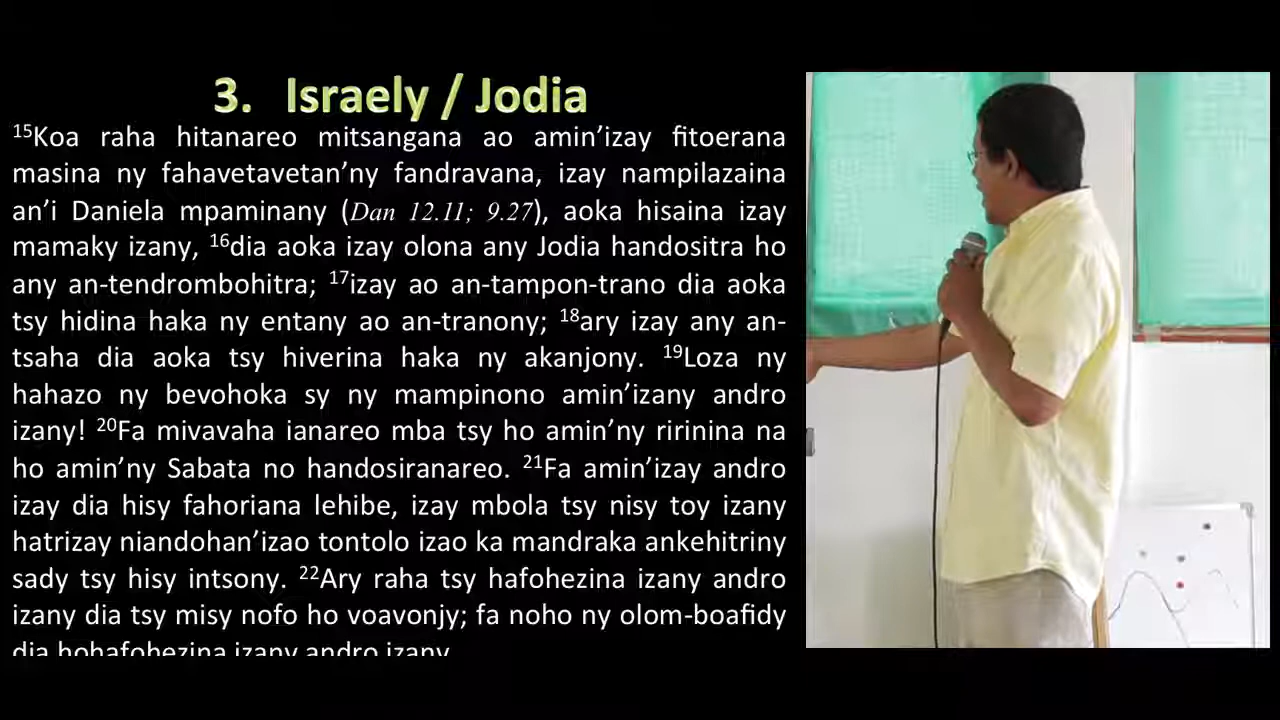 3. Israely / Jodia
¹⁵Koa raha hitanareo mitsangana ao amin’izay fitoerana
masina ny fahavetavetan’ny fandravana, izay nampilazaina
an’i Daniela mpaminany (Dan 12.11; 9.27), aoka hisaina izay
mamaky izany, ¹⁶dia aoka izay olona any Jodia handositra ho
any an-tendrombohitra; ¹⁷izay ao an-tampon-trano dia aoka
tsy hidina haka ny entany ao an-tranony; ¹⁸ary izay any an-
tsaha dia aoka tsy hiverina haka ny akanjony. ¹⁹Loza ny
hahazo ny bevohoka sy ny mampinono amin’izany andro
izany! ²⁰Fa mivavaha ianareo mba tsy ho amin’ny ririnina na
ho amin’ny Sabata no handosiranareo. ²¹Fa amin’izay andro
izay dia hisy fahoriana lehibe, izay mbola tsy nisy toy izany
hatrizay niandohan’izao tontolo izao ka mandraka ankehitriny
sady tsy hisy intsony. ²²Ary raha tsy hafohezina izany andro
izany dia tsy misy nofo ho voavonjy; fa noho ny olom-boafidy
dia hohafohezina izany andro izany